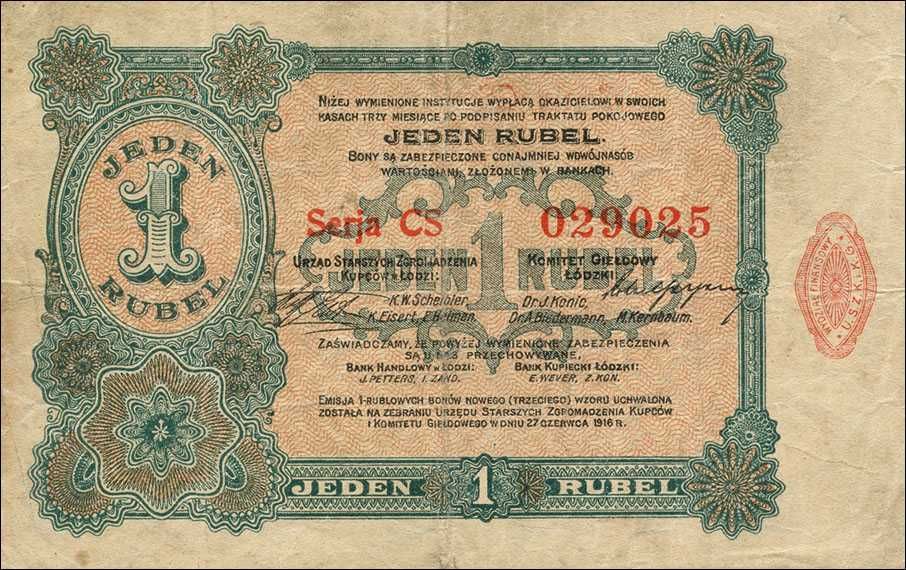 NIŻEJ WYMIENIONE INSTYTUCJE WYPŁACĄ OKAZICIELOWI W SWOICH
KASACH TRZY MIESIĄCE PO PODPISANIU TRAKTATU POKOJOWEGO
JEDEN RUBEL.
BONY SĄ ZABEZPIECZONE CONAJMNIEJ WDWÓJNASÓB
WARTOŚCIAMI, ZŁOŻONEMI W BANKACH.
JEDEN
1
RUBEL
Serja CS 029025
JEDEN 1 RUBEL
URZĄD STARSZYCH ZGROMADZENIA
KUPCÓW W ŁODZI:
K.W. Scheibler,
K. Eisert, E. Herman.
KOMITET GIEŁDOWY
ŁÓDZKI:
Dr. J. Konic,
Dr. A. Biedermann, M. Kernbaum.
ZAŚWIADCZAMY, ŻE POWYŻEJ WYMIENIONE ZABEZPIECZENIA
SĄ U NAS PRZECHOWYWANE,
BANK HANDLOWY W ŁODZI:
J. PETTERS, I. ZAND.
BANK KUPIECKI ŁÓDZKI:
E. WEVER, Z. KON.
EMISJA 1-RUBLOWYCH BONÓW NOWEGO (TRZECIEGO) WZORU UCHWALONA
ZOSTAŁA NA ZEBRANIU URZĘDU STARSZYCH ZGROMADZENIA KUPCÓW
I KOMITETU GIEŁDOWEGO W DNIU 27 CZERWCA 1916 R.
JEDEN 1 RUBEL
WYDZIAŁ FINANSOWY
U.S.Z.K. i K.G.